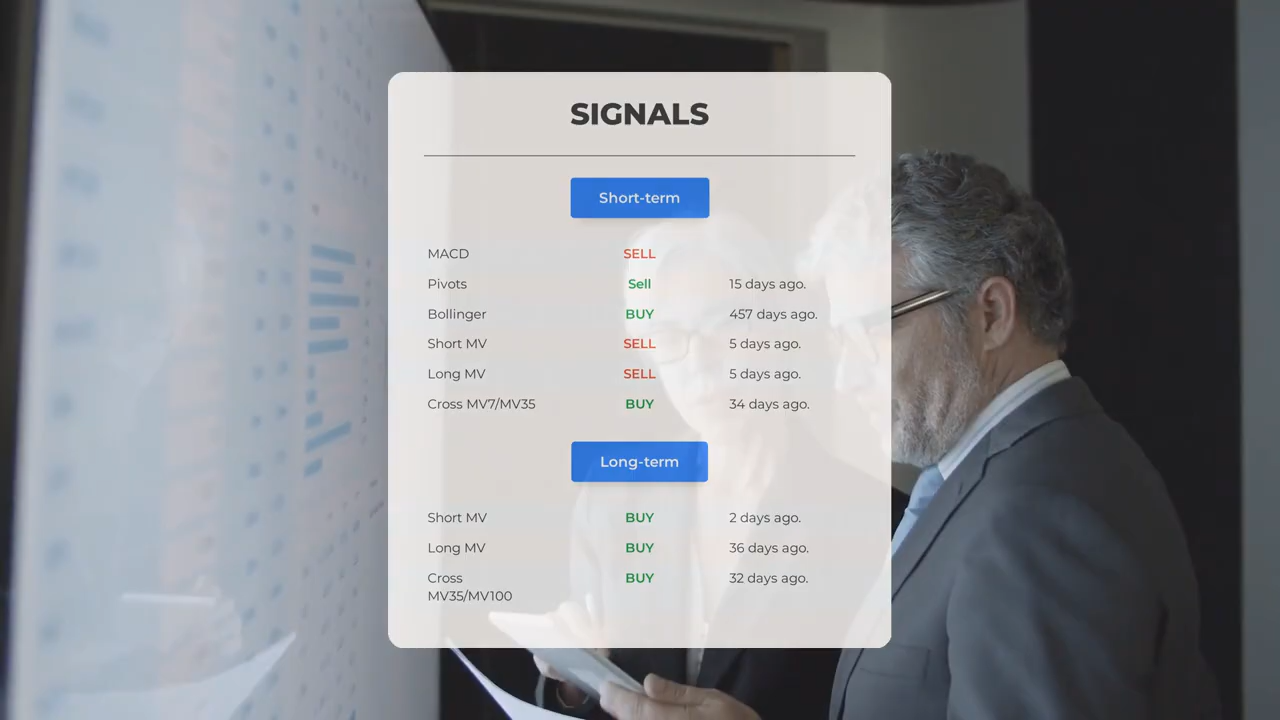 SIGNALS
Short-term
MACD SELL
Pivots Sell 15 days ago.
Bollinger BUY 457 days ago.
Short MV SELL 5 days ago.
Long MV SELL 5 days ago.
Cross MV7/MV35 BUY 34 days ago.
Long-term
Short MV BUY 2 days ago.
Long MV BUY 36 days ago.
Cross BUY 32 days ago.
MV35/MV100